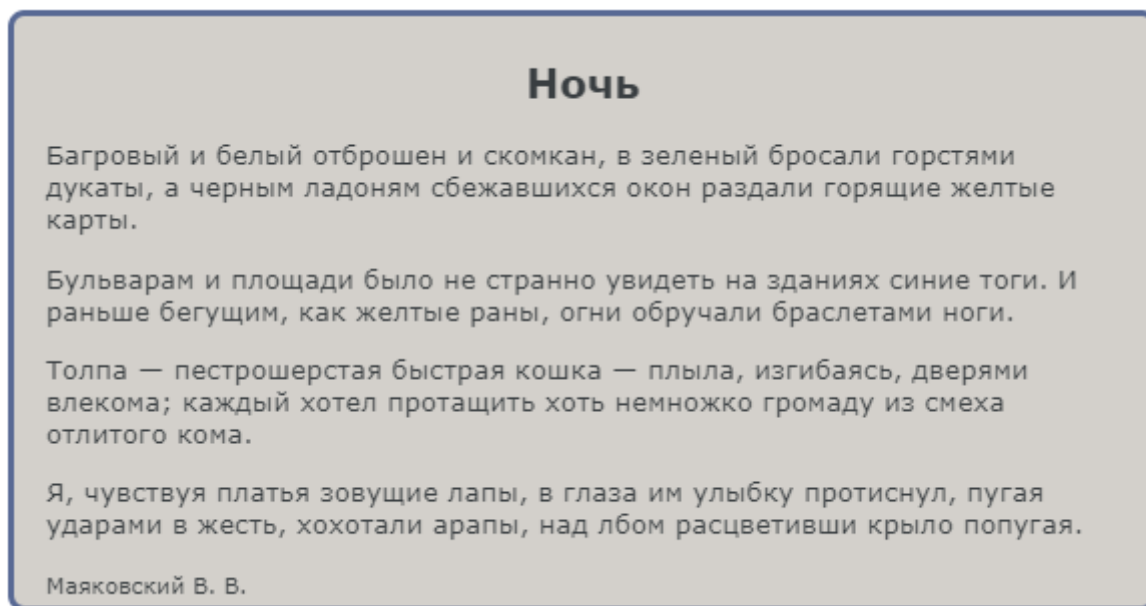 Ночь
Багровый и белый отброшен и скомкан, в зеленый бросали горстями
дукаты, а черным ладоням сбежавшихся окон раздали горящие желтые
карты.
Бульварам и площади было не странно увидеть на зданиях синие тоги. И
раньше бегущим, как желтые раны, огни обручали браслетами ноги.
Толпа — пестрошерстая быстрая кошка — плыла, изгибаясь, дверями
влекома; каждый хотел протащить хоть немножко громаду из смеха
отлитого кома.
Я, чувствуя платья зовущие лапы, в глаза им улыбку протиснул, пугая
ударами в жесть, хохотали арапы, над лбом расцветивши крыло попугая.
Маяковский В. В.